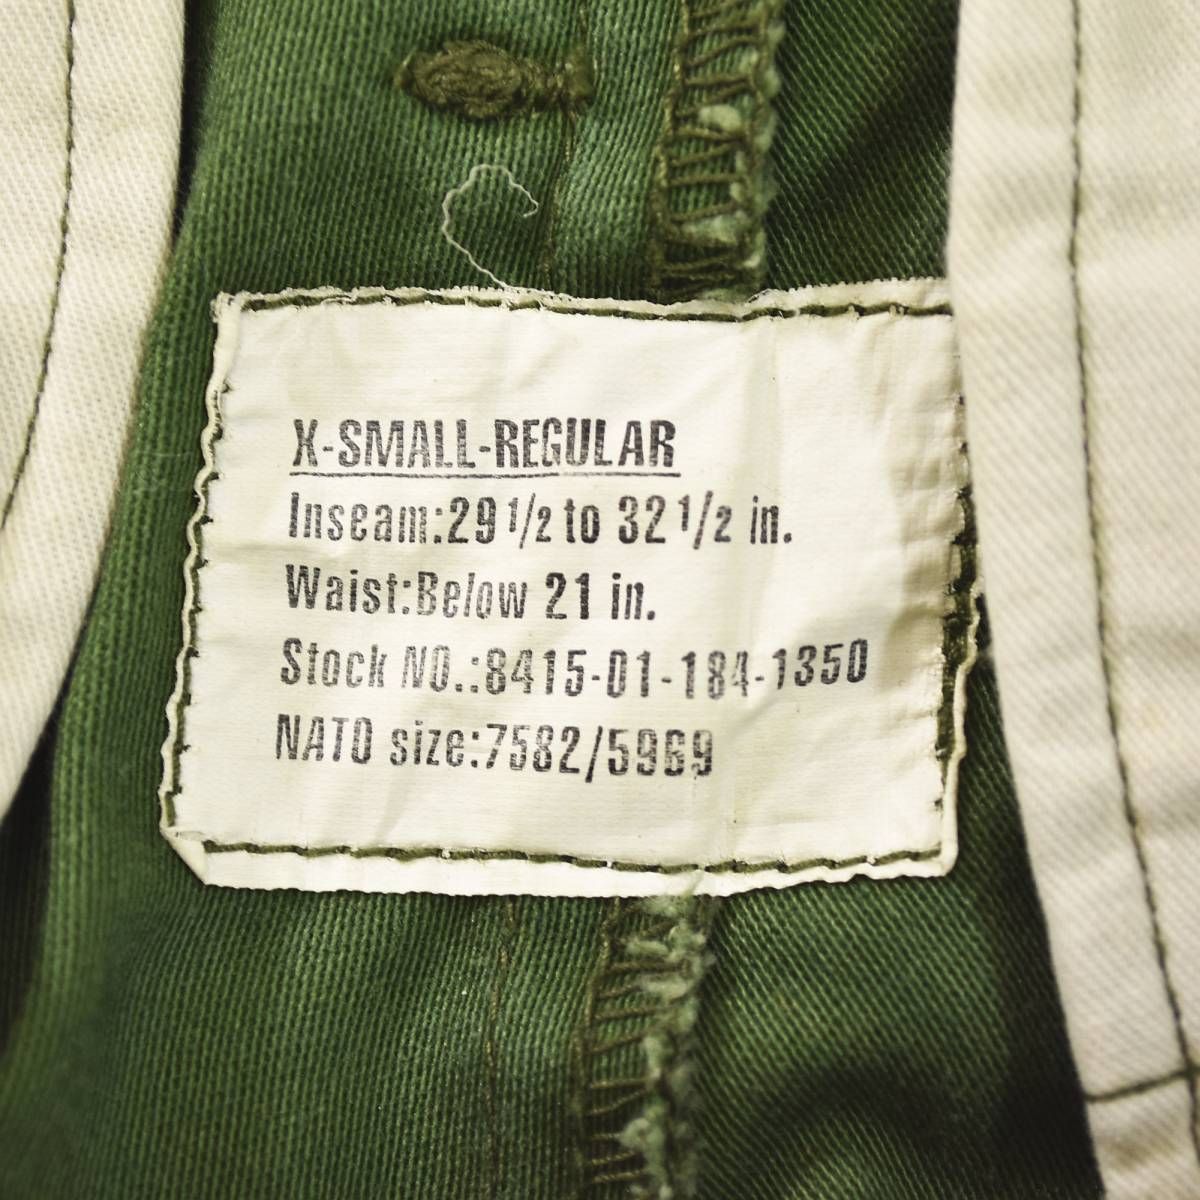 X-SMALL-REGULAR
Inseam:29 1/2 to 32 1/2 in.
Waist:Below 21 in.
Stock NO.:8415-01-184-1350
NATO size:7582/5969